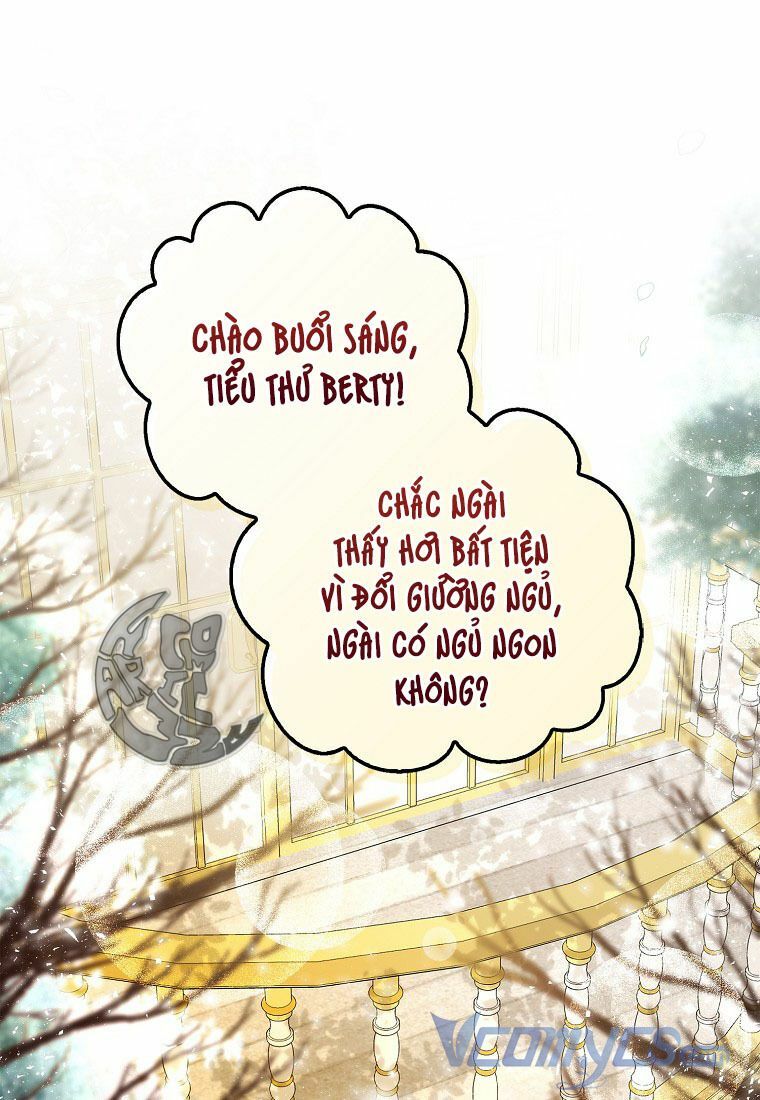 CHÀO BUỔI SÁNG,
TIỂU THƯ BERTY!
CHẮC NGÀI
THẤY HƠI BẤT TIỆN
VÌ ĐỔI GIƯỜNG NGỦ,
NGÀI CÓ NGỦ NGON
KHÔNG?